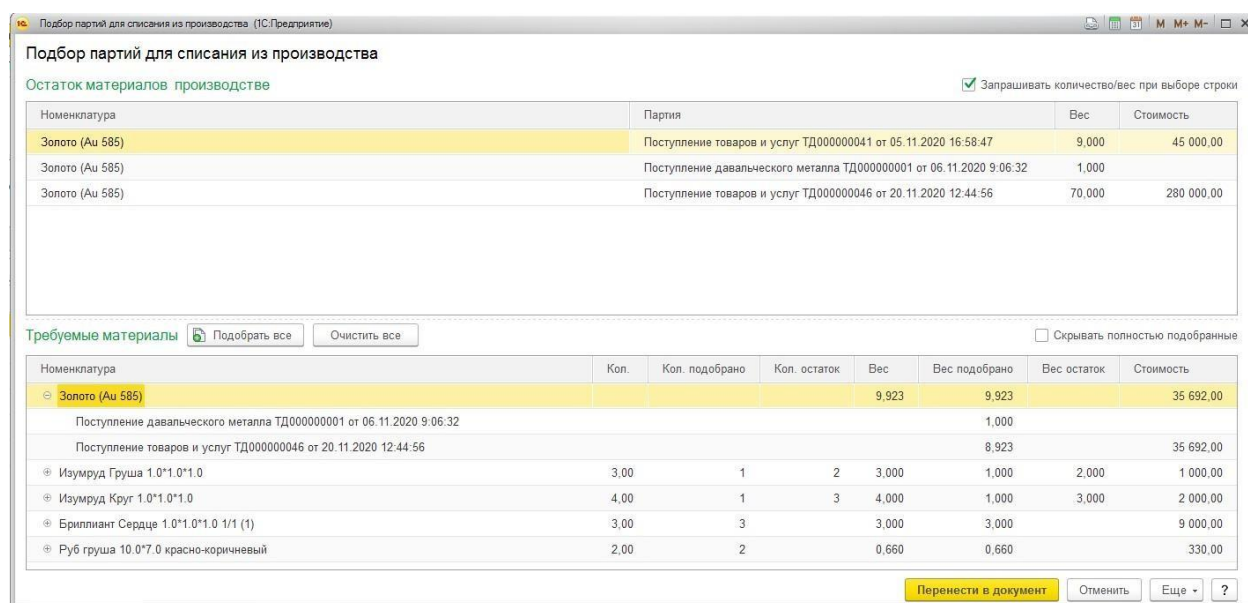 Подбор партий для списания из производства (1С:Предприятие)
M M+ M-
Подбор партий для списания из производства
Остаток материалов производстве
Запрашивать количество/вес при выборе строки
Номенклатура Партия Вес Стоимость
Золото (Au 585) Поступление товаров и услуг ТД000000041 от 05.11.2020 16:58:47 9,000 45 000,00
Золото (Au 585) Поступление давальческого металла ТД000000001 от 06.11.2020 9:06:32 1,000
Золото (Au 585) Поступление товаров и услуг ТД000000046 от 20.11.2020 12:44:56 70,000 280 000,00
Требуемые материалы Подобрать все Очистить все Скрывать полностью подобранные
Номенклатура Кол. Кол. подобрано Кол. остаток Вес Вес подобрано Вес остаток Стоимость
Золото (Au 585) 9,923 9,923 35 692,00
Поступление давальческого металла ТД000000001 от 06.11.2020 9:06:32 1,000
Поступление товаров и услуг ТД000000046 от 20.11.2020 12:44:56 8,923 35 692,00
Изумруд Груша 1.0*1.0*1.0 3,00 1 2 3,000 1,000 2,000 1 000,00
Изумруд Круг 1.0*1.0*1.0 4,00 1 3 4,000 1,000 3,000 2 000,00
Бриллиант Сердце 1.0*1.0*1.0 1/1 (1) 3,00 3 3,000 3,000 9 000,00
Руб груша 10.0*7.0 красно-коричневый 2,00 2 0,660 0,660 330,00
Перенести в документ Отменить Еще ?